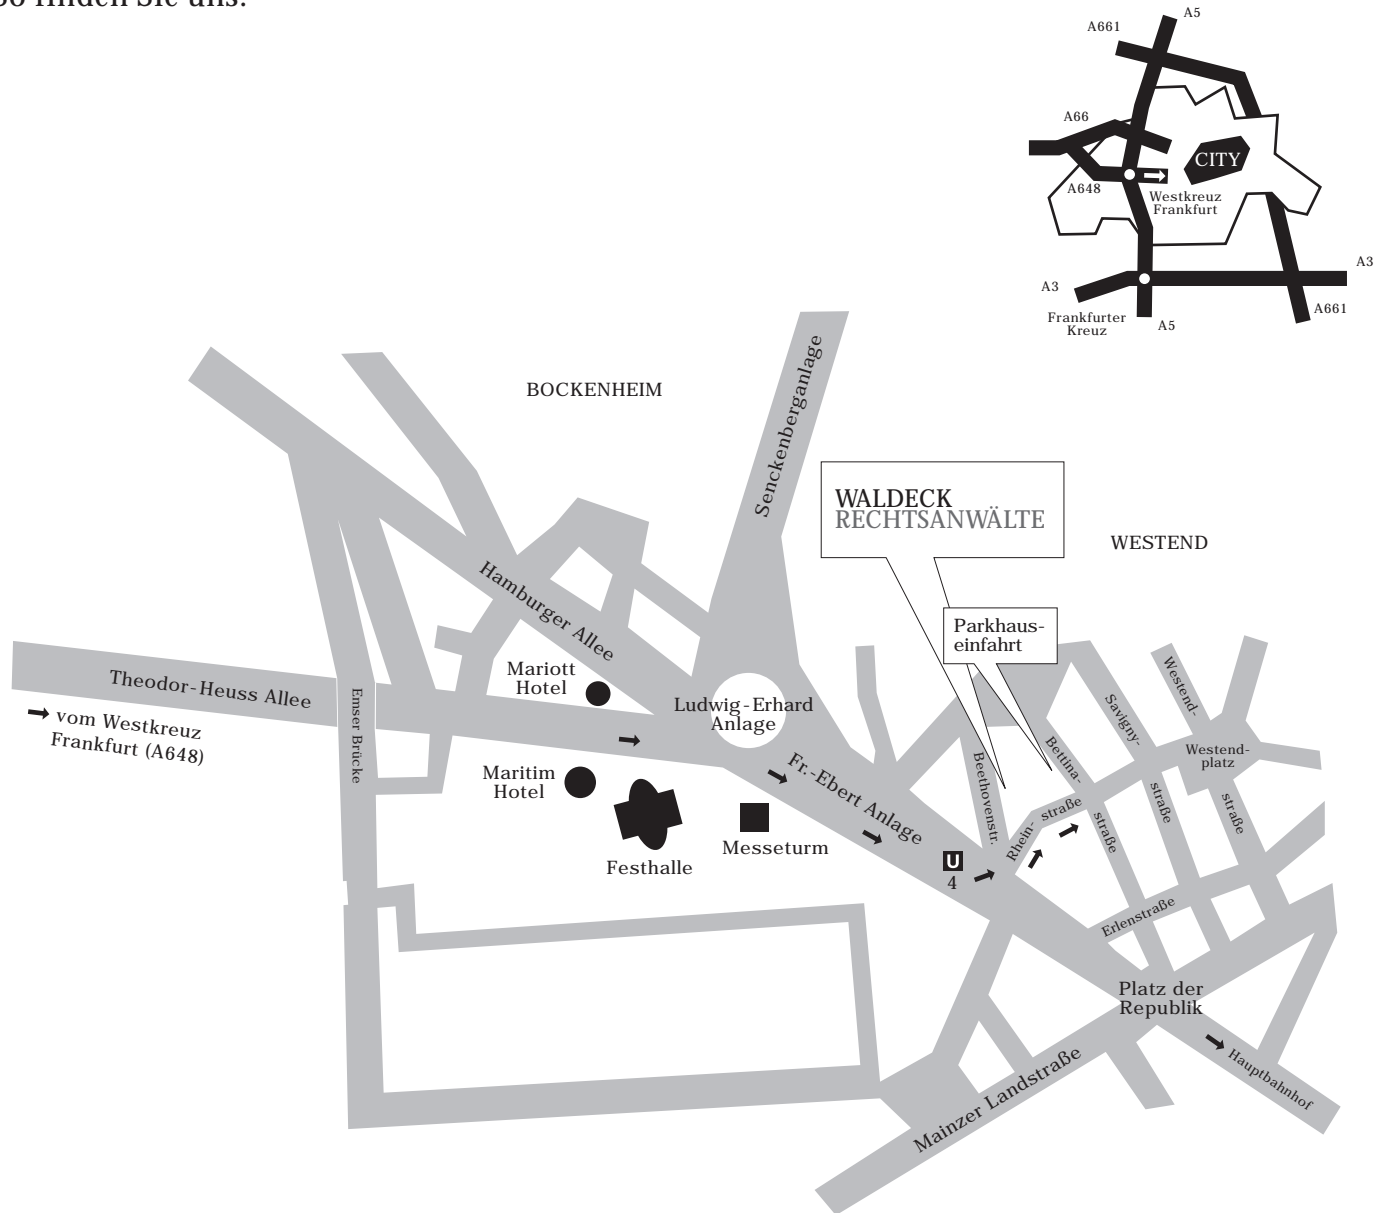 So finden Sie uns:
A5
A661
A66
CITY
A648
Westkreuz
Frankfurt
A3
A3
A661
Frankfurter
Kreuz
A5
BOCKENHEIM
Senckenberganlage
WALDECK
RECHTSANWÄLTE
WESTEND
Hamburger Allee
Parkhaus-
einfahrt
Mariott
Hotel
Theodor-Heuss Allee
Ludwig-Erhard
Anlage
Westend-
Savigny-
vom Westkreuz
Frankfurt (A648)
Emser Brücke
Bettina-
Westend-
platz
Maritim
Hotel
Fr.-Ebert Anlage
Beethovenstr.
Rhein-
straße
straße
straße
straße
Messeturm
Festhalle
U
4
Erlenstraße
Platz der
Republik
Hauptbahnhof
Mainzer Landstraße